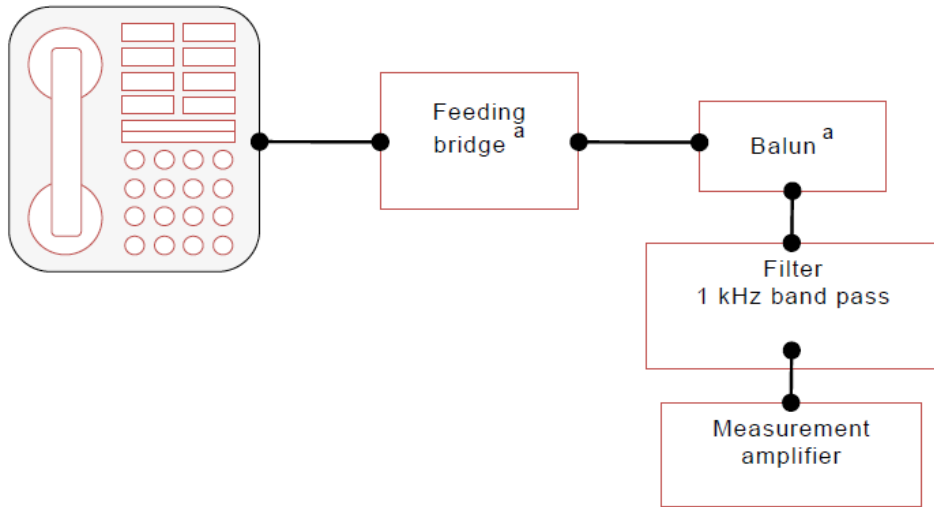 Feeding
bridge a
Balun a
Filter
1 kHz band pass
Measurement
amplifier